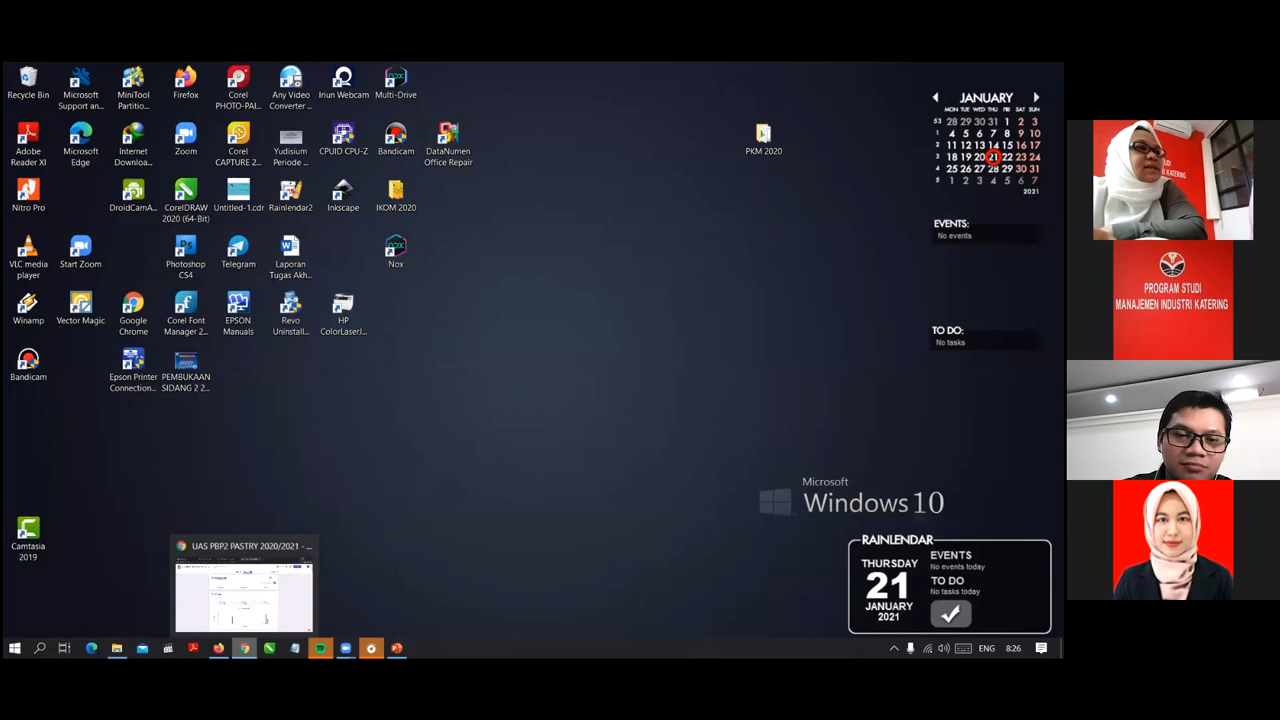 Recycle Bin
Microsoft
Support an...
MiniTool
Partitio...
Firefox
Corel
PHOTO-PAI...
Any Video
Converter ...
Iriun Webcam
Multi-Drive
Adobe
Reader XI
Microsoft
Edge
Internet
Downloa...
Zoom
Corel
CAPTURE 2...
Yudisium
Periode ...
CPUID CPU-Z
Bandicam
DataNumen
Office Repair
PKM 2020
Nitro Pro
DroidCamA...
CorelDRAW
2020 (64-Bit)
Untitled-1.cdr
Rainlendar2
Inkscape
IKOM 2020
VLC media
player
Start Zoom
Photoshop
CS4
Telegram
Laporan
Tugas Akh...
Nox
Winamp
Vector Magic
Google
Chrome
Corel Font
Manager 2...
EPSON
Manuals
Revo
Uninstall...
HP
ColorLaserJ...
Bandicam
Epson Printer
Connection...
PEMBUKAAN
SIDANG 2 2...
Camtasia
2019
JANUARY
MON TUE WED THU FRI SAT SUN
53 28 29 30 31 1 2 3
1 4 5 6 7 8 9 10
2 11 12 13 14 15 16 17
3 18 19 20 21 22 23 24
4 25 26 27 28 29 30 31
5 1 2 3 4 5 6 7
2021
EVENTS:
No events
TO DO:
No tasks
Microsoft
Windows 10
RAINLENDAR
THURSDAY
21
JANUARY
2021
EVENTS
No events today
TO DO
No tasks today
UAS PBP2 PASTRY 2020/2021 - ...
ENG
8:26
PROGRAM STUDI
MANAJEMEN INDUSTRI KATERING